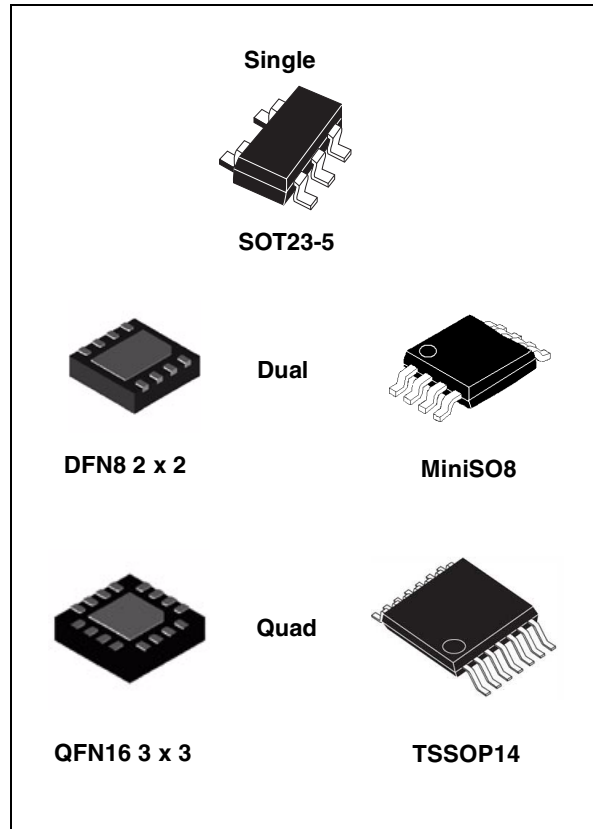 Single
SOT23-5
Dual
DFN8 2 x 2
MiniSO8
Quad
QFN16 3 x 3
TSSOP14